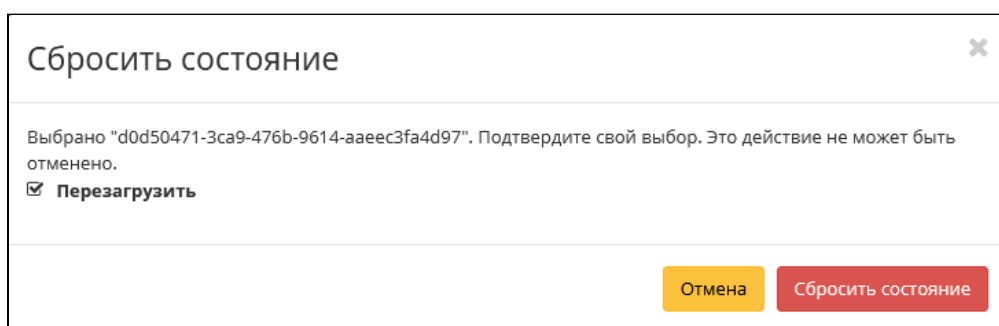 Сбросить состояние
Выбрано "d0d50471-3ca9-476b-9614-aaeec3fa4d97". Подтвердите свой выбор. Это действие не может быть
отменено.
Перезагрузить
Отмена Сбросить состояние